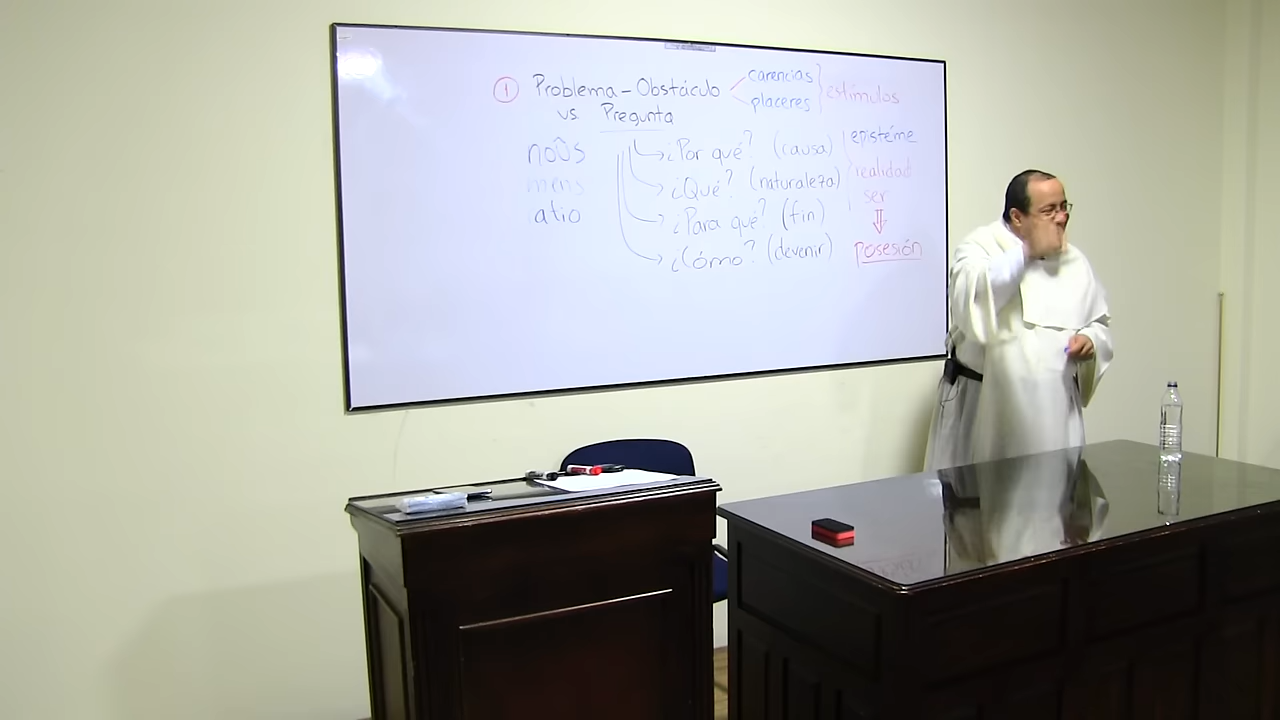 ① Problema - Obstáculo
carencias
placeres
estímulos
vs. Pregunta
¿Por qué? (causa)
¿Qué? (naturaleza)
¿Para qué? (fin)
¿Cómo? (devenir)
epistéme
realidad
ser
⇓
posesión
noûs
mens
atio